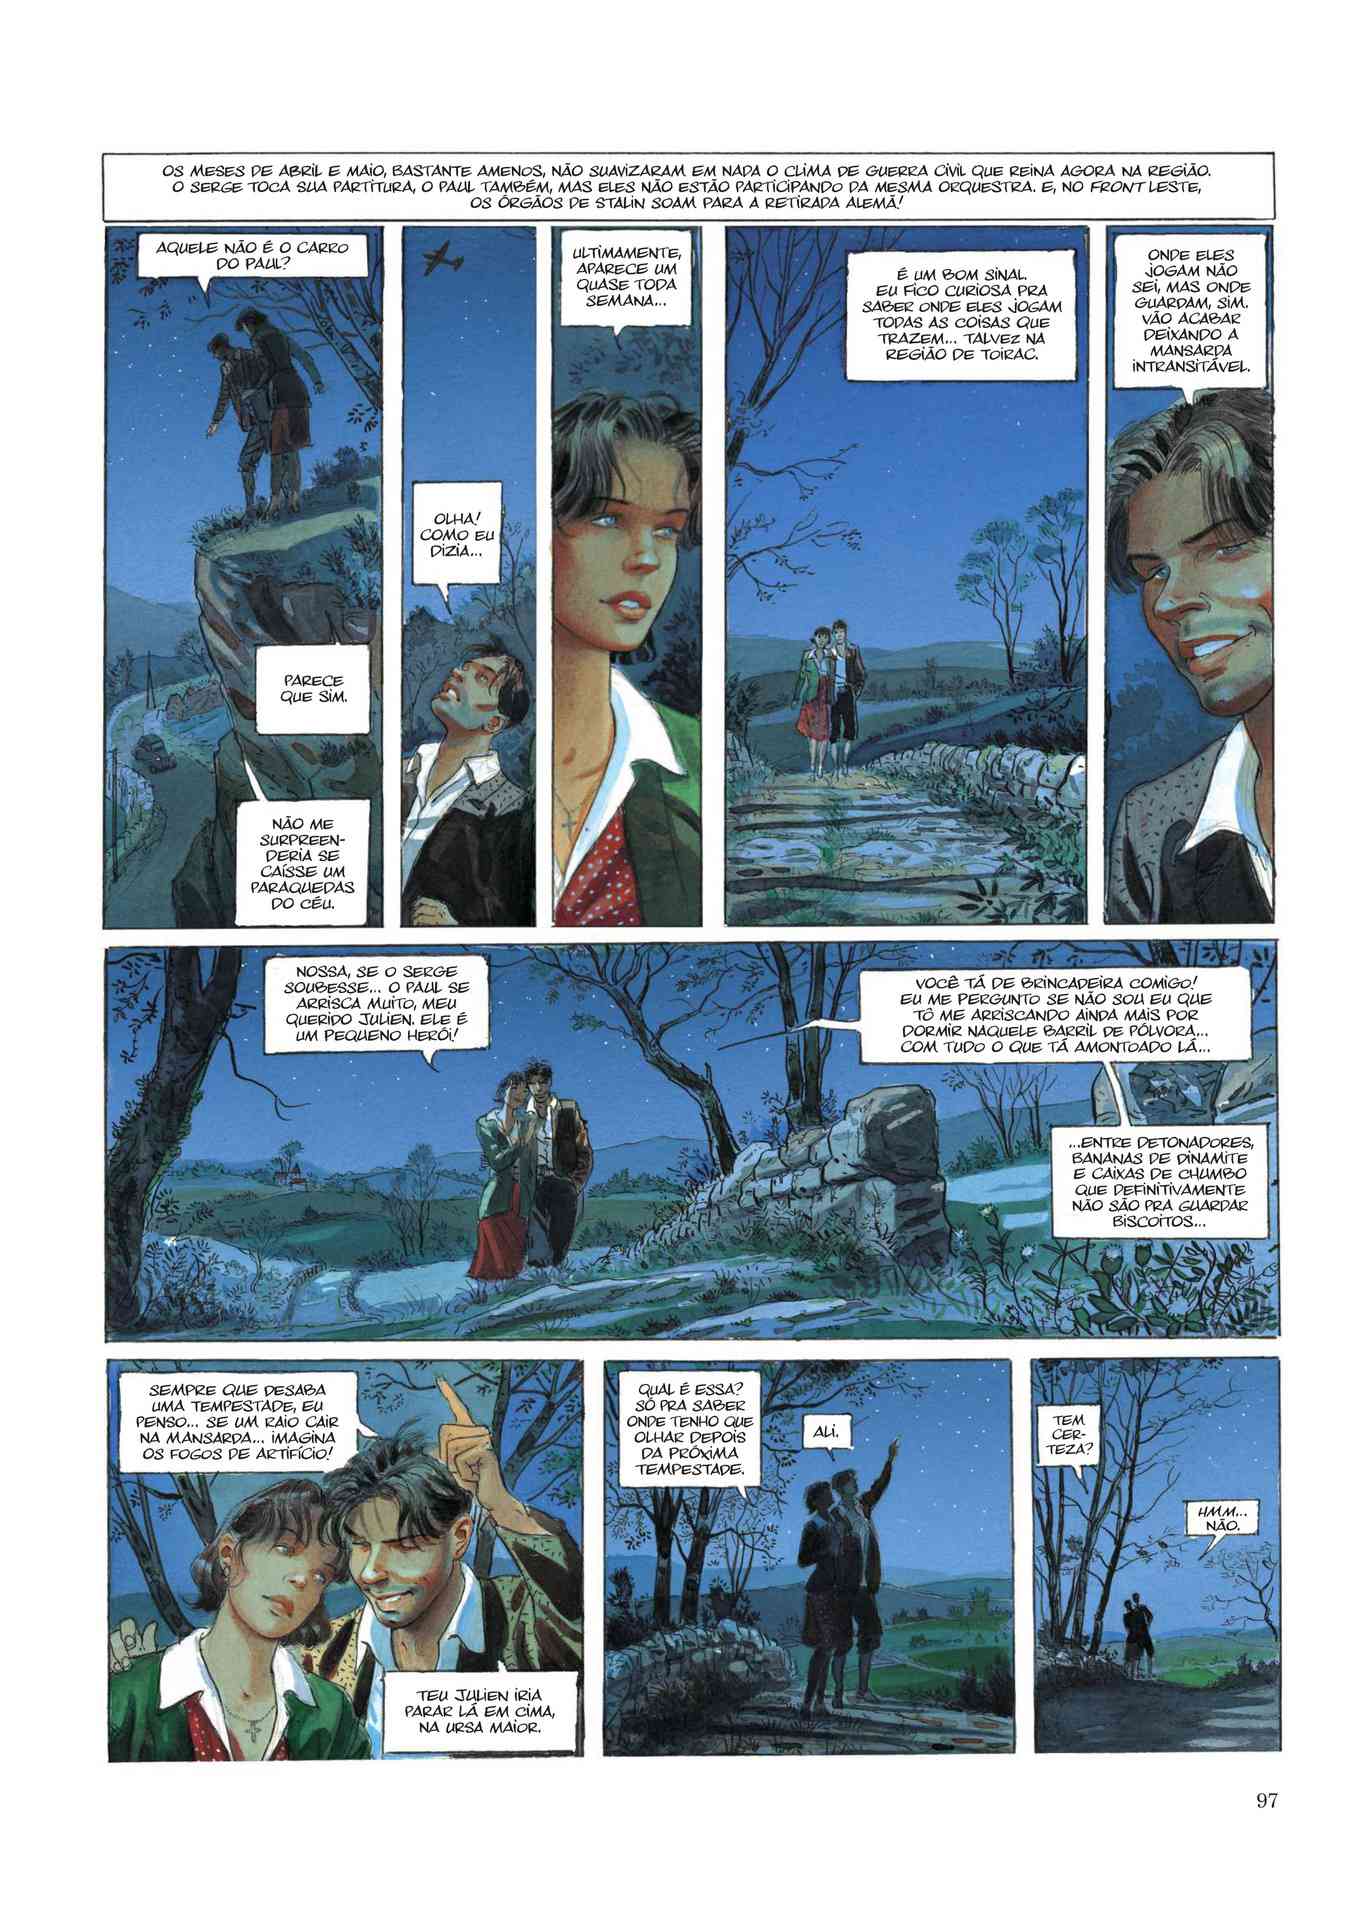 OS MESES DE ABRIL E MAIO, BASTANTE AMENOS, NÃO SUAVIZARAM EM NADA O CLIMA DE GUERRA CIVIL QUE REINA AGORA NA REGIÃO.
O SERGE TOCA SUA PARTITURA, O PAUL TAMBÉM, MAS ELES NÃO ESTÃO PARTICIPANDO DA MESMA ORQUESTRA. E, NO FRONT LESTE,
OS ÓRGÃOS DE STALIN SOAM PARA A RETIRADA ALEMÃ!
AQUELE NÃO É O CARRO
DO PAUL?
PARECE
QUE SIM.
NÃO ME
SURPREEN-
DERIA SE
CAÍSSE UM
PARAQUEDAS
DO CÉU.
OLHA!
COMO EU
DIZIA...
ULTIMAMENTE,
APARECE UM
QUASE TODA
SEMANA...
É UM BOM SINAL.
EU FICO CURIOSA PRA
SABER ONDE ELES JOGAM
TODAS AS COISAS QUE
TRAZEM... TALVEZ NA
REGIÃO DE TOIRAC.
ONDE ELES
JOGAM NÃO
SEI, MAS ONDE
GUARDAM, SIM.
VÃO ACABAR
DEIXANDO A
MANSARDA
INTRANSITÁVEL.
NOSSA, SE O SERGE
SOUBESSE... O PAUL SE
ARRISCA MUITO, MEU
QUERIDO JULIEN. ELE É
UM PEQUENO HERÓI!
VOCÊ TÁ DE BRINCADEIRA COMIGO!
EU ME PERGUNTO SE NÃO SOU EU QUE
TÔ ME ARRISCANDO AINDA MAIS POR
DORMIR NAQUELE BARRIL DE PÓLVORA...
COM TUDO O QUE TÁ AMONTOADO LÁ...
...ENTRE DETONADORES,
BANANAS DE DINAMITE
E CAIXAS DE CHUMBO
QUE DEFINITIVAMENTE
NÃO SÃO PRA GUARDAR
BISCOITOS...
SEMPRE QUE DESABA
UMA TEMPESTADE, EU
PENSO... SE UM RAIO CAIR
NA MANSARDA... IMAGINA
OS FOGOS DE ARTIFÍCIO!
TEU JULIEN IRIA
PARAR LÁ EM CIMA,
NA URSA MAIOR.
QUAL É ESSA?
SÓ PRA SABER
ONDE TENHO QUE
OLHAR DEPOIS
DA PRÓXIMA
TEMPESTADE.
ALI.
TEM
CER-
TEZA?
HMM...
NÃO.
97